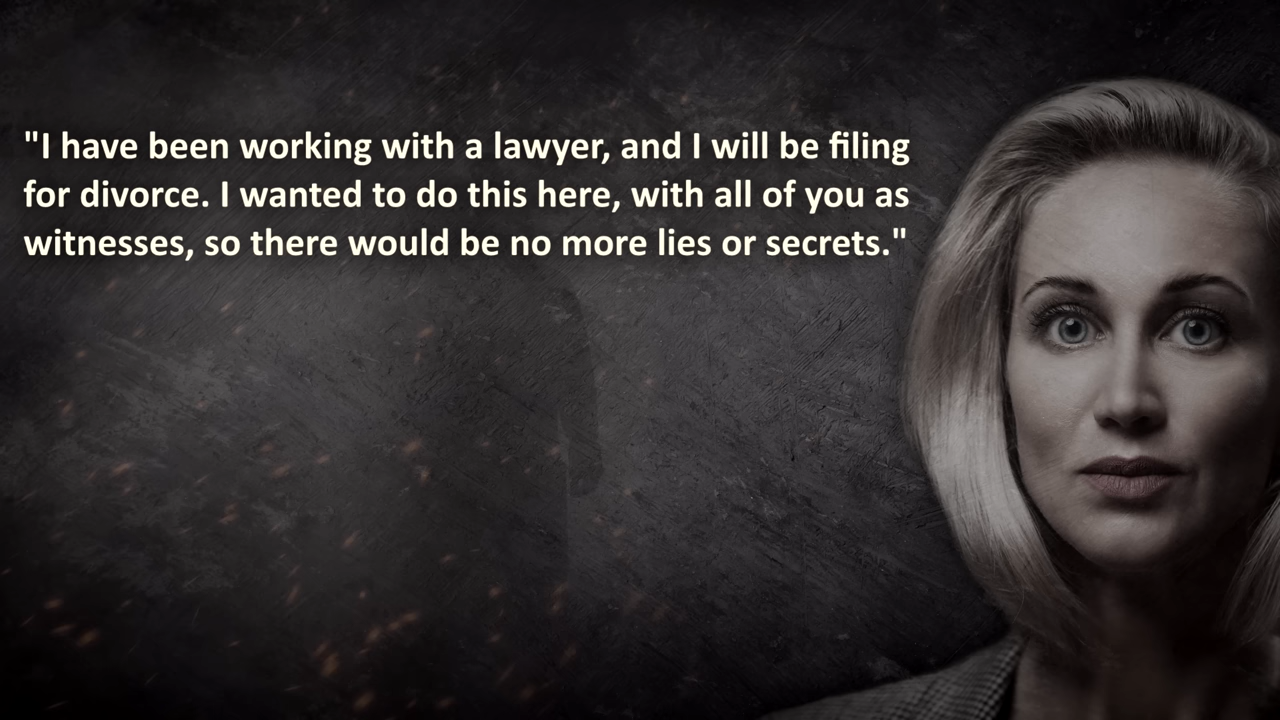 "I have been working with a lawyer, and I will be filing
for divorce. I wanted to do this here, with all of you as
witnesses, so there would be no more lies or secrets."